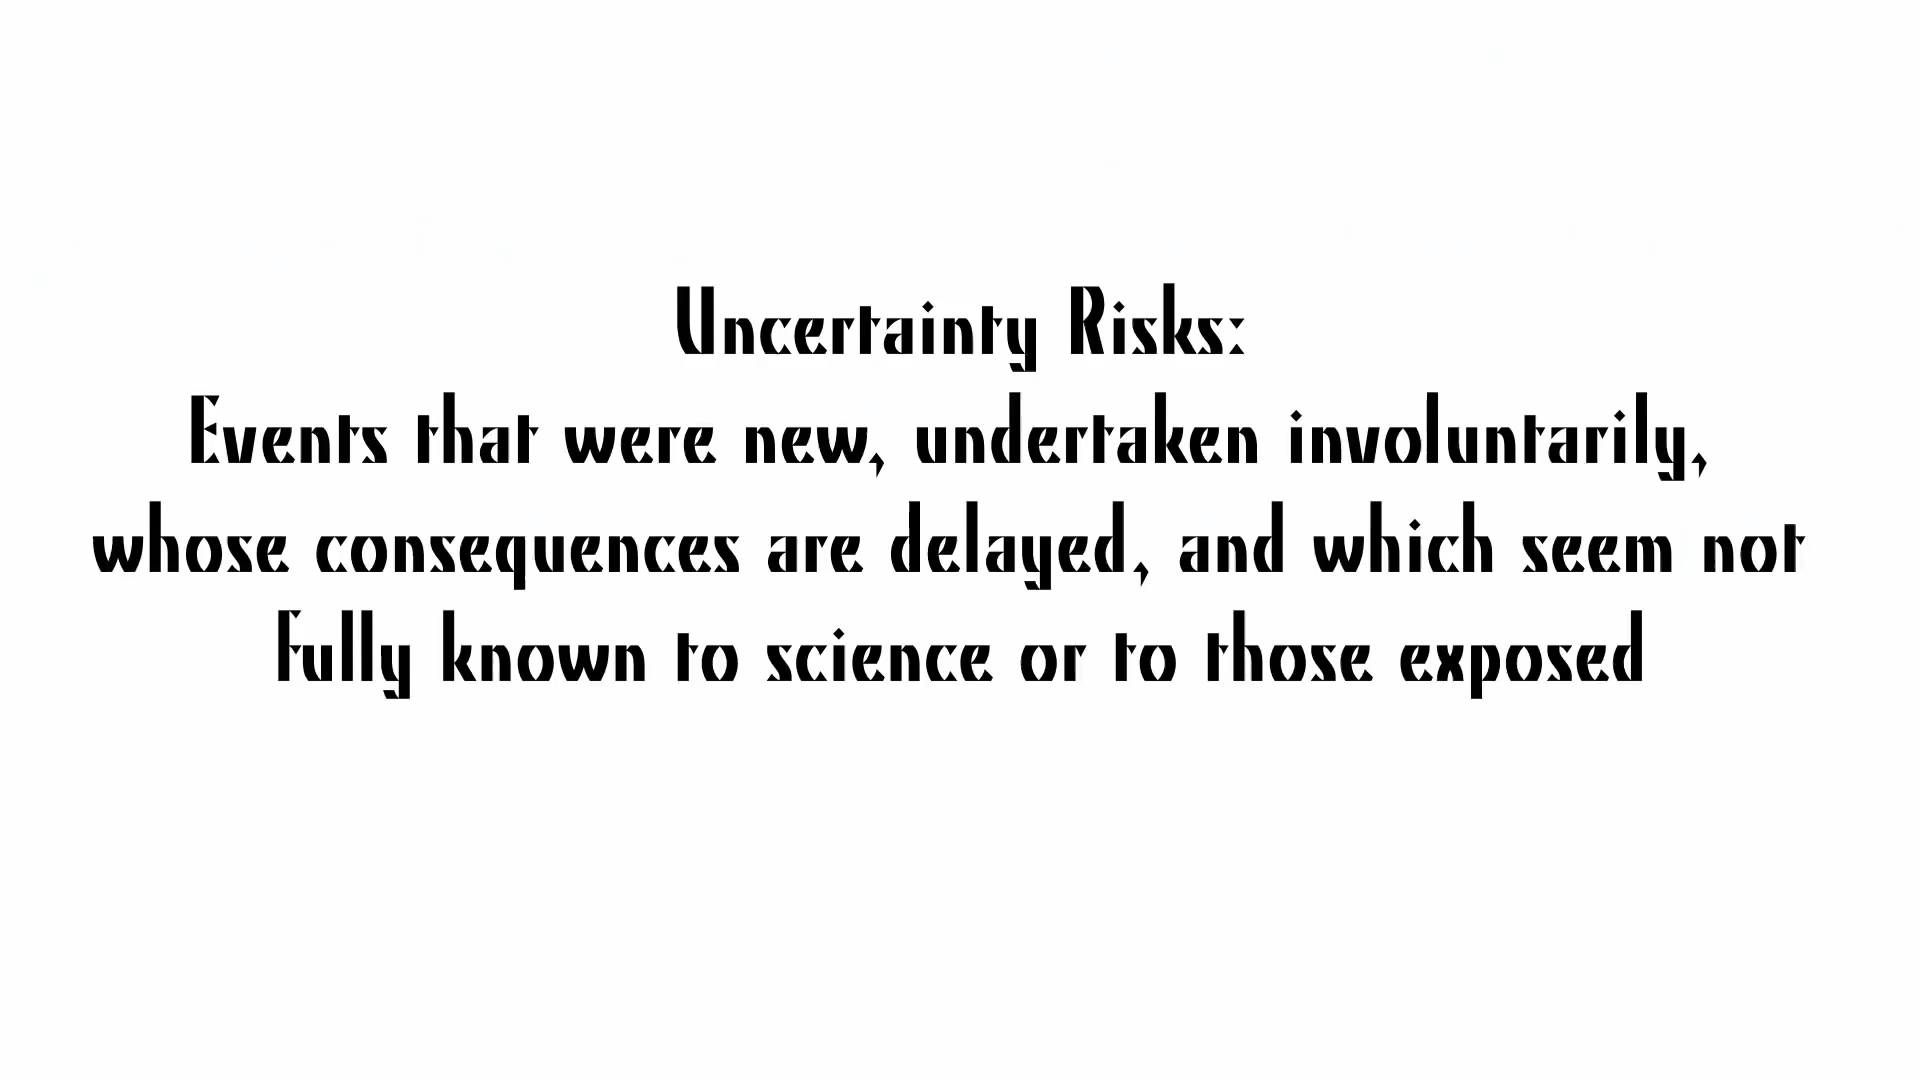 Uncertainty Risks:
Events that were new, undertaken involuntarily,
whose consequences are delayed, and which seem not
fully known to science or to those exposed